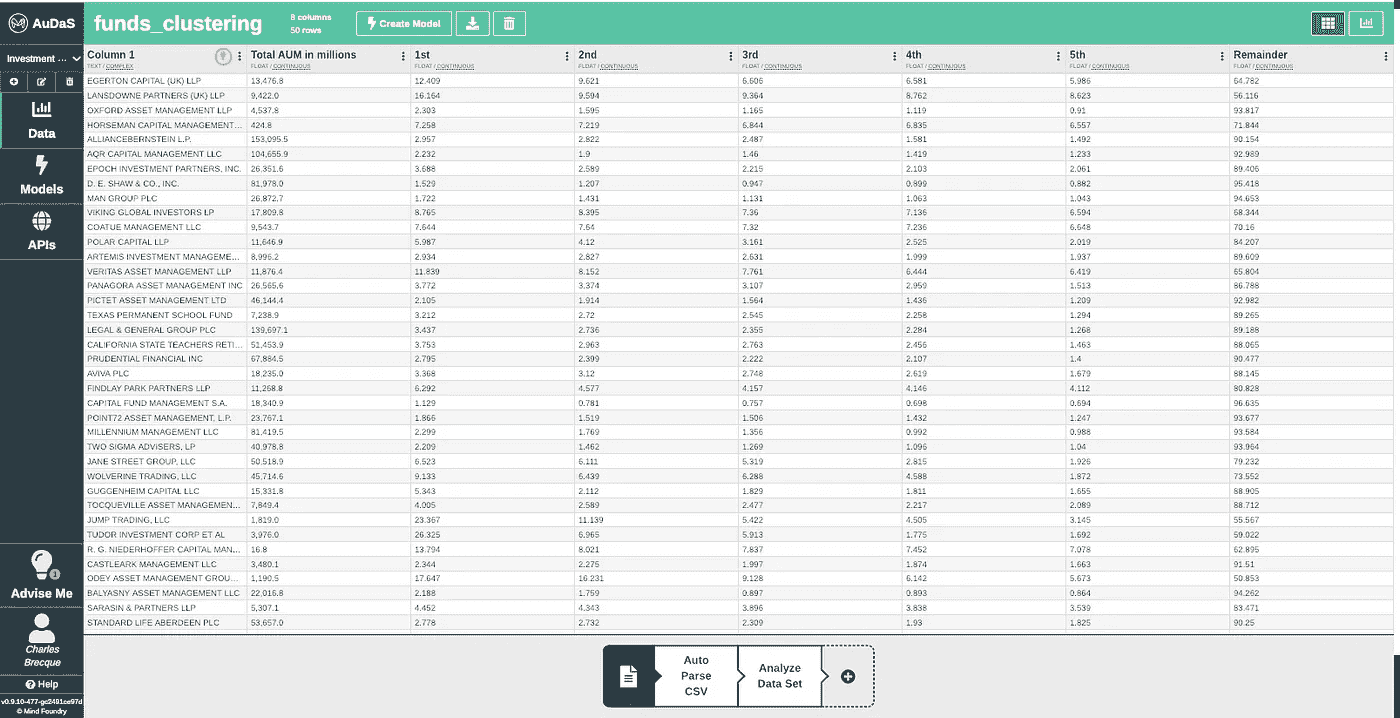 AuDaS
funds_clustering
8 columns
50 rows
Create Model
Investment ...
Data
Models
APIs
Advise Me
1
Charles
Brecque
Help
v0.9.10-477-gc2491ce97d
© Mind Foundry
Column 1 Total AUM in millions 1st 2nd 3rd 4th 5th Remainder
TEXT / COMPLEX FLOAT / CONTINUOUS FLOAT / CONTINUOUS FLOAT / CONTINUOUS FLOAT / CONTINUOUS FLOAT / CONTINUOUS FLOAT / CONTINUOUS FLOAT / CONTINUOUS
EGERTON CAPITAL (UK) LLP 13,476.8 12.409 9.621 6.606 6.581 5.986 64.782
LANSDOWNE PARTNERS (UK) LLP 9,422.0 16.164 9.594 9.364 8.762 8.623 56.116
OXFORD ASSET MANAGEMENT LLP 4,537.8 2.303 1.595 1.165 1.119 0.91 93.817
HORSEMAN CAPITAL MANAGEMENT... 424.8 7.258 7.219 6.844 6.835 6.557 71.844
ALLIANCEBERNSTEIN L.P. 153,095.5 2.957 2.822 2.487 1.581 1.492 90.154
AQR CAPITAL MANAGEMENT LLC 104,655.9 2.232 1.9 1.46 1.419 1.233 92.989
EPOCH INVESTMENT PARTNERS, INC. 26,351.6 3.688 2.589 2.215 2.103 2.061 89.406
D. E. SHAW & CO., INC. 81,978.0 1.529 1.207 0.947 0.899 0.882 95.418
MAN GROUP PLC 26,872.7 1.722 1.431 1.131 1.063 1.043 94.653
VIKING GLOBAL INVESTORS LP 17,809.8 8.765 8.395 7.36 7.136 6.594 68.344
COATUE MANAGEMENT LLC 9,543.7 7.644 7.64 7.32 7.236 6.648 70.16
POLAR CAPITAL LLP 11,646.9 5.987 4.12 3.161 2.525 2.019 84.207
ARTEMIS INVESTMENT MANAGEME... 8,995.2 2.934 2.827 2.631 1.999 1.937 89.609
VERITAS ASSET MANAGEMENT LLP 11,876.4 11.839 8.152 7.761 6.444 6.419 65.804
PANAGORA ASSET MANAGEMENT INC 26,565.6 3.772 3.374 3.107 2.959 1.513 86.788
PICTET ASSET MANAGEMENT LTD 46,144.4 2.105 1.914 1.564 1.436 1.209 92.982
TEXAS PERMANENT SCHOOL FUND 7,238.9 3.212 2.72 2.545 2.258 1.294 89.265
LEGAL & GENERAL GROUP PLC 139,697.1 3.437 2.736 2.355 2.284 1.268 89.188
CALIFORNIA STATE TEACHERS RETI... 51,453.9 3.753 2.963 2.763 2.456 1.463 88.065
PRUDENTIAL FINANCIAL INC 67,884.5 2.795 2.399 2.222 2.107 1.4 90.477
AVIVA PLC 18,235.0 3.368 3.12 2.748 2.619 1.679 88.145
FINDLAY PARK PARTNERS LLP 11,258.8 6.292 4.577 4.157 4.146 4.112 80.828
CAPITAL FUND MANAGEMENT S.A. 18,340.9 1.129 0.781 0.757 0.698 0.694 96.635
POINT72 ASSET MANAGEMENT, L.P. 23,767.1 1.866 1.519 1.506 1.432 1.247 93.677
MILLENNIUM MANAGEMENT LLC 81,419.5 2.299 1.769 1.356 0.992 0.988 93.584
TWO SIGMA ADVISERS, LP 40,978.8 2.209 1.462 1.269 1.096 1.04 93.964
JANE STREET GROUP, LLC 50,518.9 6.523 6.111 5.319 2.815 1.926 79.232
WOLVERINE TRADING, LLC 45,714.6 9.133 6.439 6.288 4.588 1.872 73.552
GUGGENHEIM CAPITAL LLC 15,331.8 5.343 2.112 1.829 1.811 1.655 88.905
TOCQUEVILLE ASSET MANAGEMEN... 7,849.4 4.005 2.589 2.477 2.217 2.089 88.712
JUMP TRADING, LLC 1,819.0 23.367 11.139 5.422 4.505 3.145 55.567
TUDOR INVESTMENT CORP ET AL 3,976.0 26.325 6.965 5.913 1.775 1.692 59.022
R. G. NIEDERHOFFER CAPITAL MAN... 16.8 13.794 8.021 7.837 7.452 7.078 62.895
CASTLEARK MANAGEMENT LLC 3,480.1 2.344 2.275 1.997 1.874 1.663 91.51
ODEY ASSET MANAGEMENT GROU... 1,190.5 17.647 16.231 9.128 6.142 5.673 50.853
BALYASNY ASSET MANAGEMENT LLC 22,016.8 2.188 1.759 0.897 0.893 0.864 94.262
SARASIN & PARTNERS LLP 5,307.1 4.452 4.343 3.896 3.838 3.539 83.471
STANDARD LIFE ABERDEEN PLC 53,657.0 2.778 2.732 2.309 1.93 1.825 90.25
Auto
Parse
CSV
Analyze
Data Set